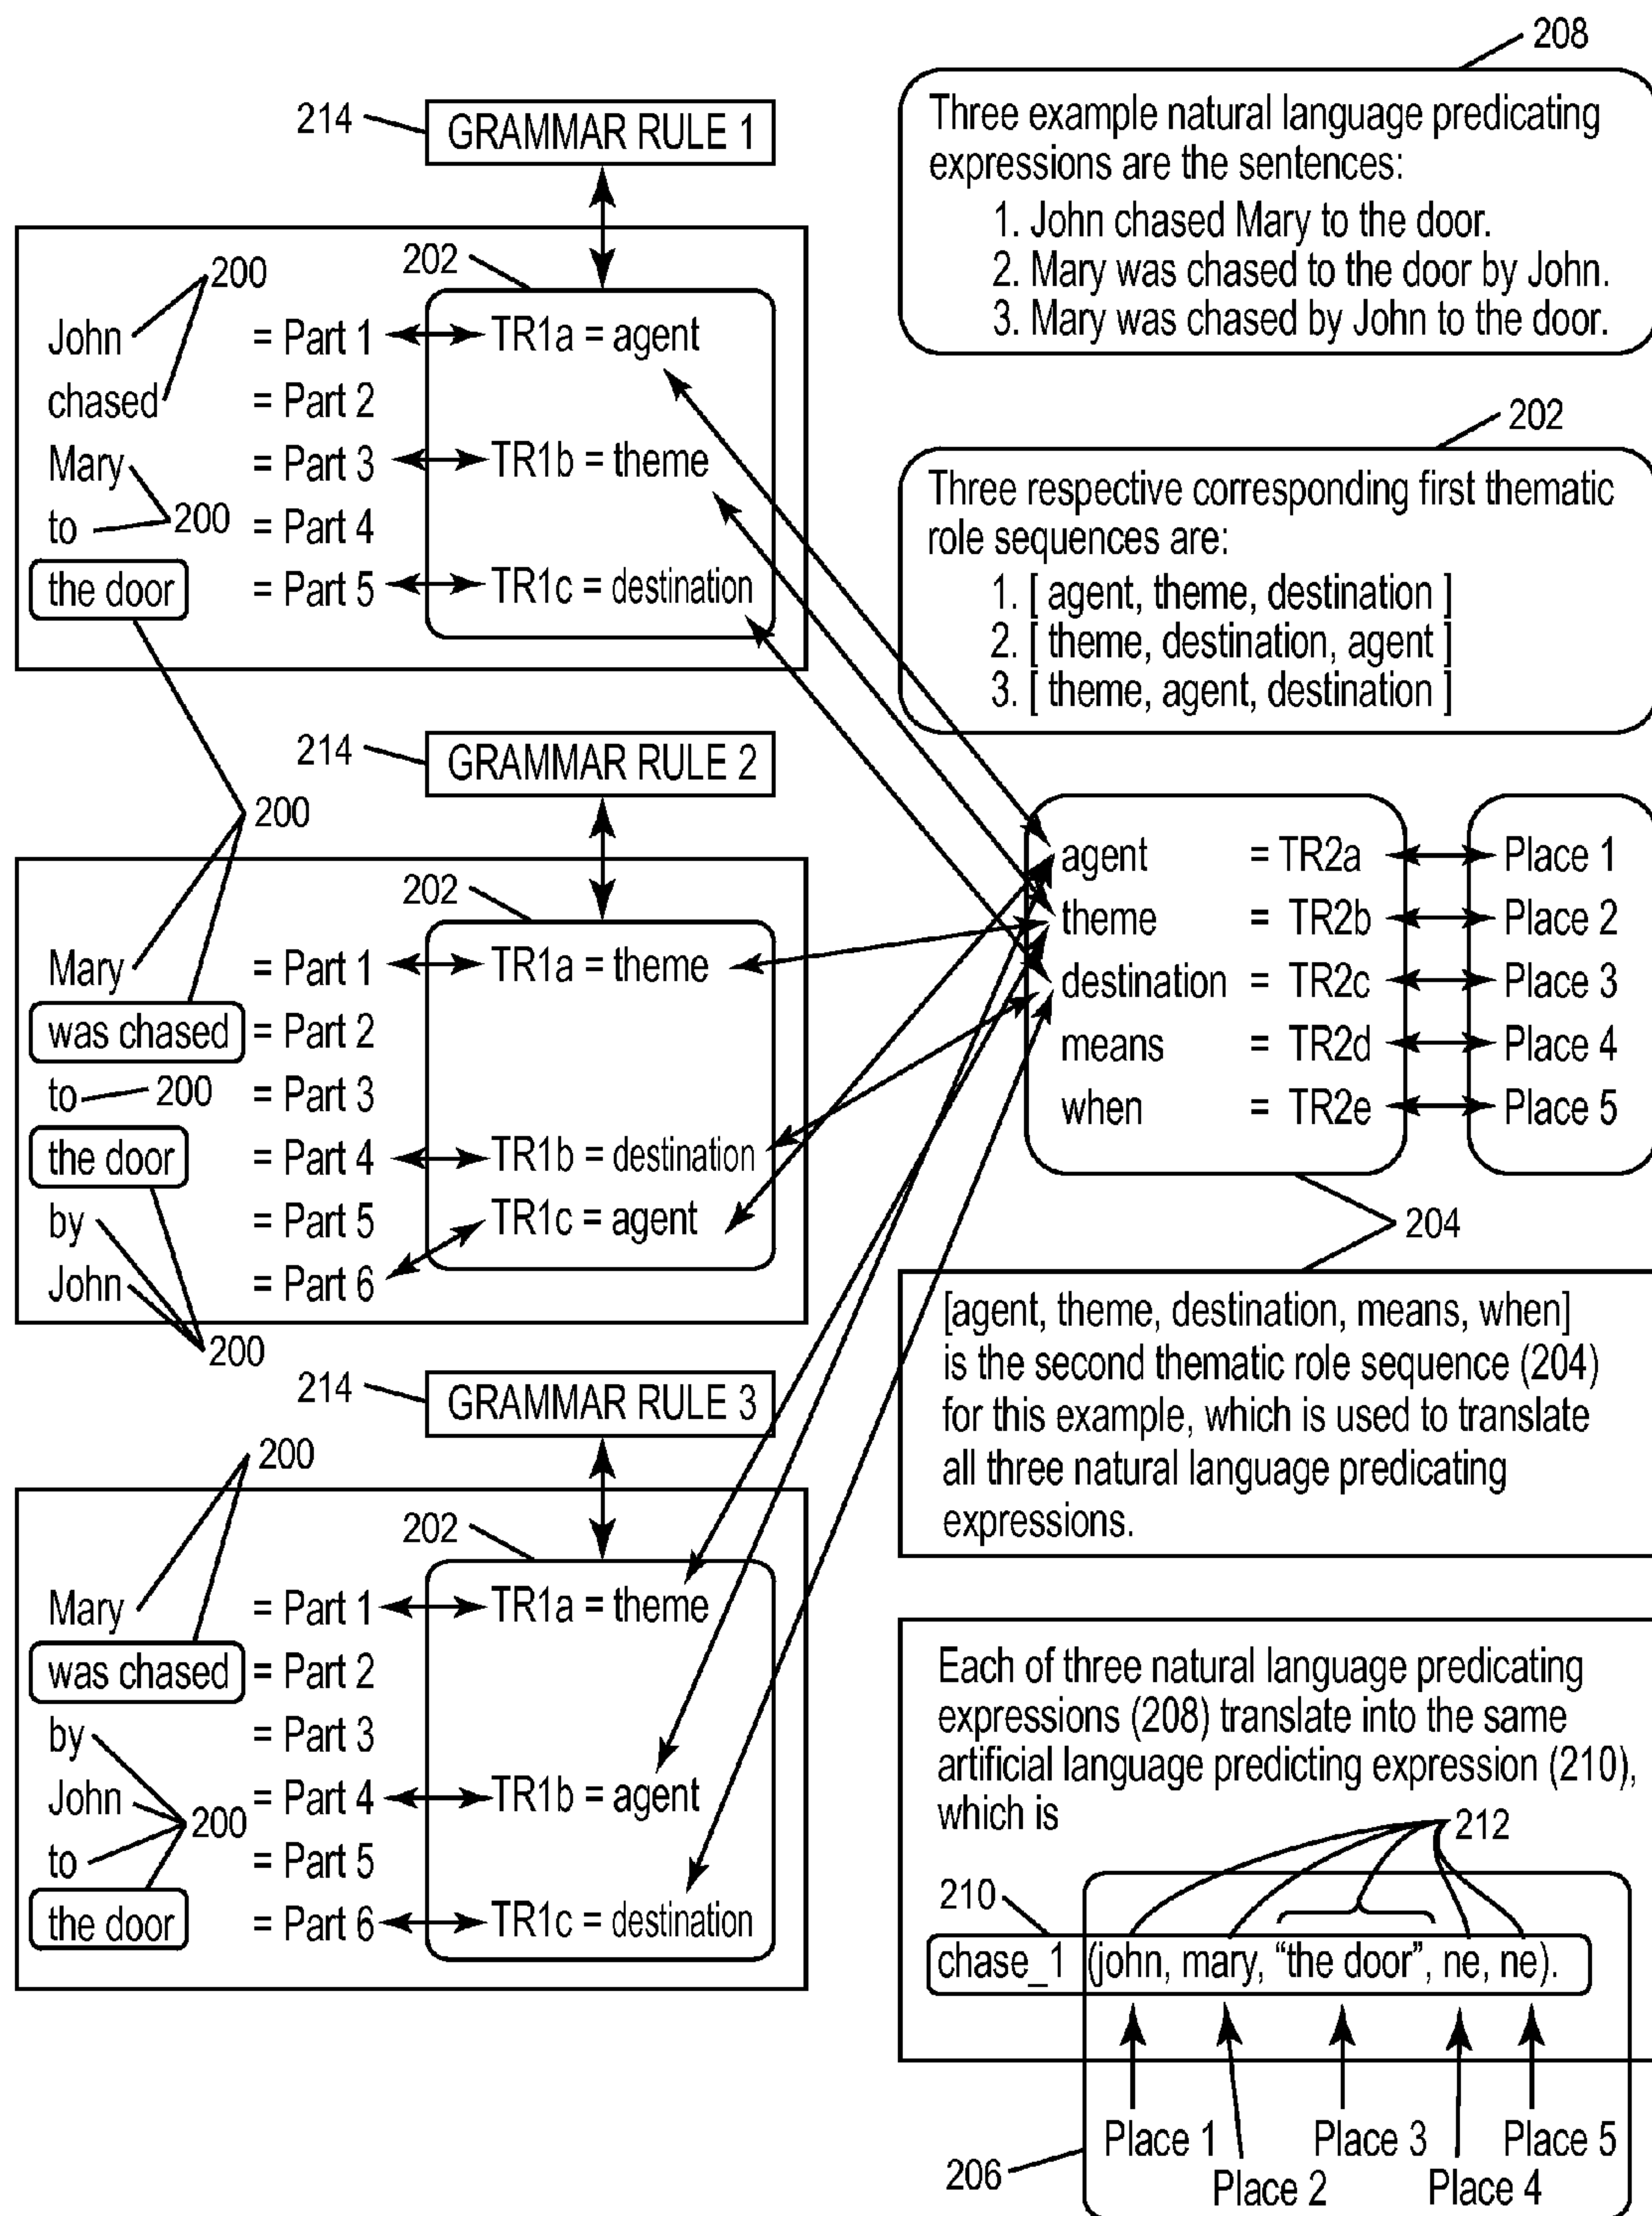 208
214
GRAMMAR RULE 1
Three example natural language predicating
expressions are the sentences:
1. John chased Mary to the door.
2. Mary was chased to the door by John.
3. Mary was chased by John to the door.
200
202
John = Part 1 TR1a = agent
chased = Part 2
Mary = Part 3 TR1b = theme
to 200 = Part 4
the door = Part 5 TR1c = destination
202
Three respective corresponding first thematic
role sequences are:
1. [ agent, theme, destination ]
2. [ theme, destination, agent ]
3. [ theme, agent, destination ]
214
GRAMMAR RULE 2
200
202
Mary = Part 1 TR1a = theme
was chased = Part 2
to 200 = Part 3
the door = Part 4 TR1b = destination
by = Part 5 TR1c = agent
John = Part 6
200
agent = TR2a Place 1
theme = TR2b Place 2
destination = TR2c Place 3
means = TR2d Place 4
when = TR2e Place 5
204
[agent, theme, destination, means, when]
is the second thematic role sequence (204)
for this example, which is used to translate
all three natural language predicating
expressions.
214
GRAMMAR RULE 3
200
202
Mary = Part 1 TR1a = theme
was chased = Part 2
by = Part 3
John 200 = Part 4 TR1b = agent
to = Part 5
the door = Part 6 TR1c = destination
Each of three natural language predicating
expressions (208) translate into the same
artificial language predicting expression (210),
which is
212
210
chase_1 (john, mary, “the door”, ne, ne).
Place 1 Place 3 Place 5
206 Place 2 Place 4